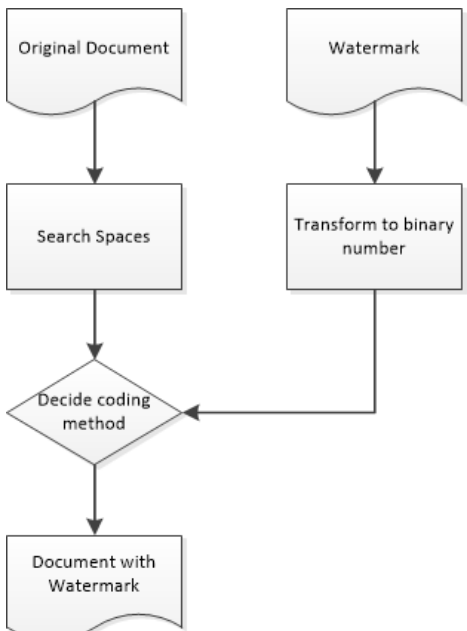 Original Document
Watermark
Search Spaces
Transform to binary
number
Decide coding
method
Document with
Watermark